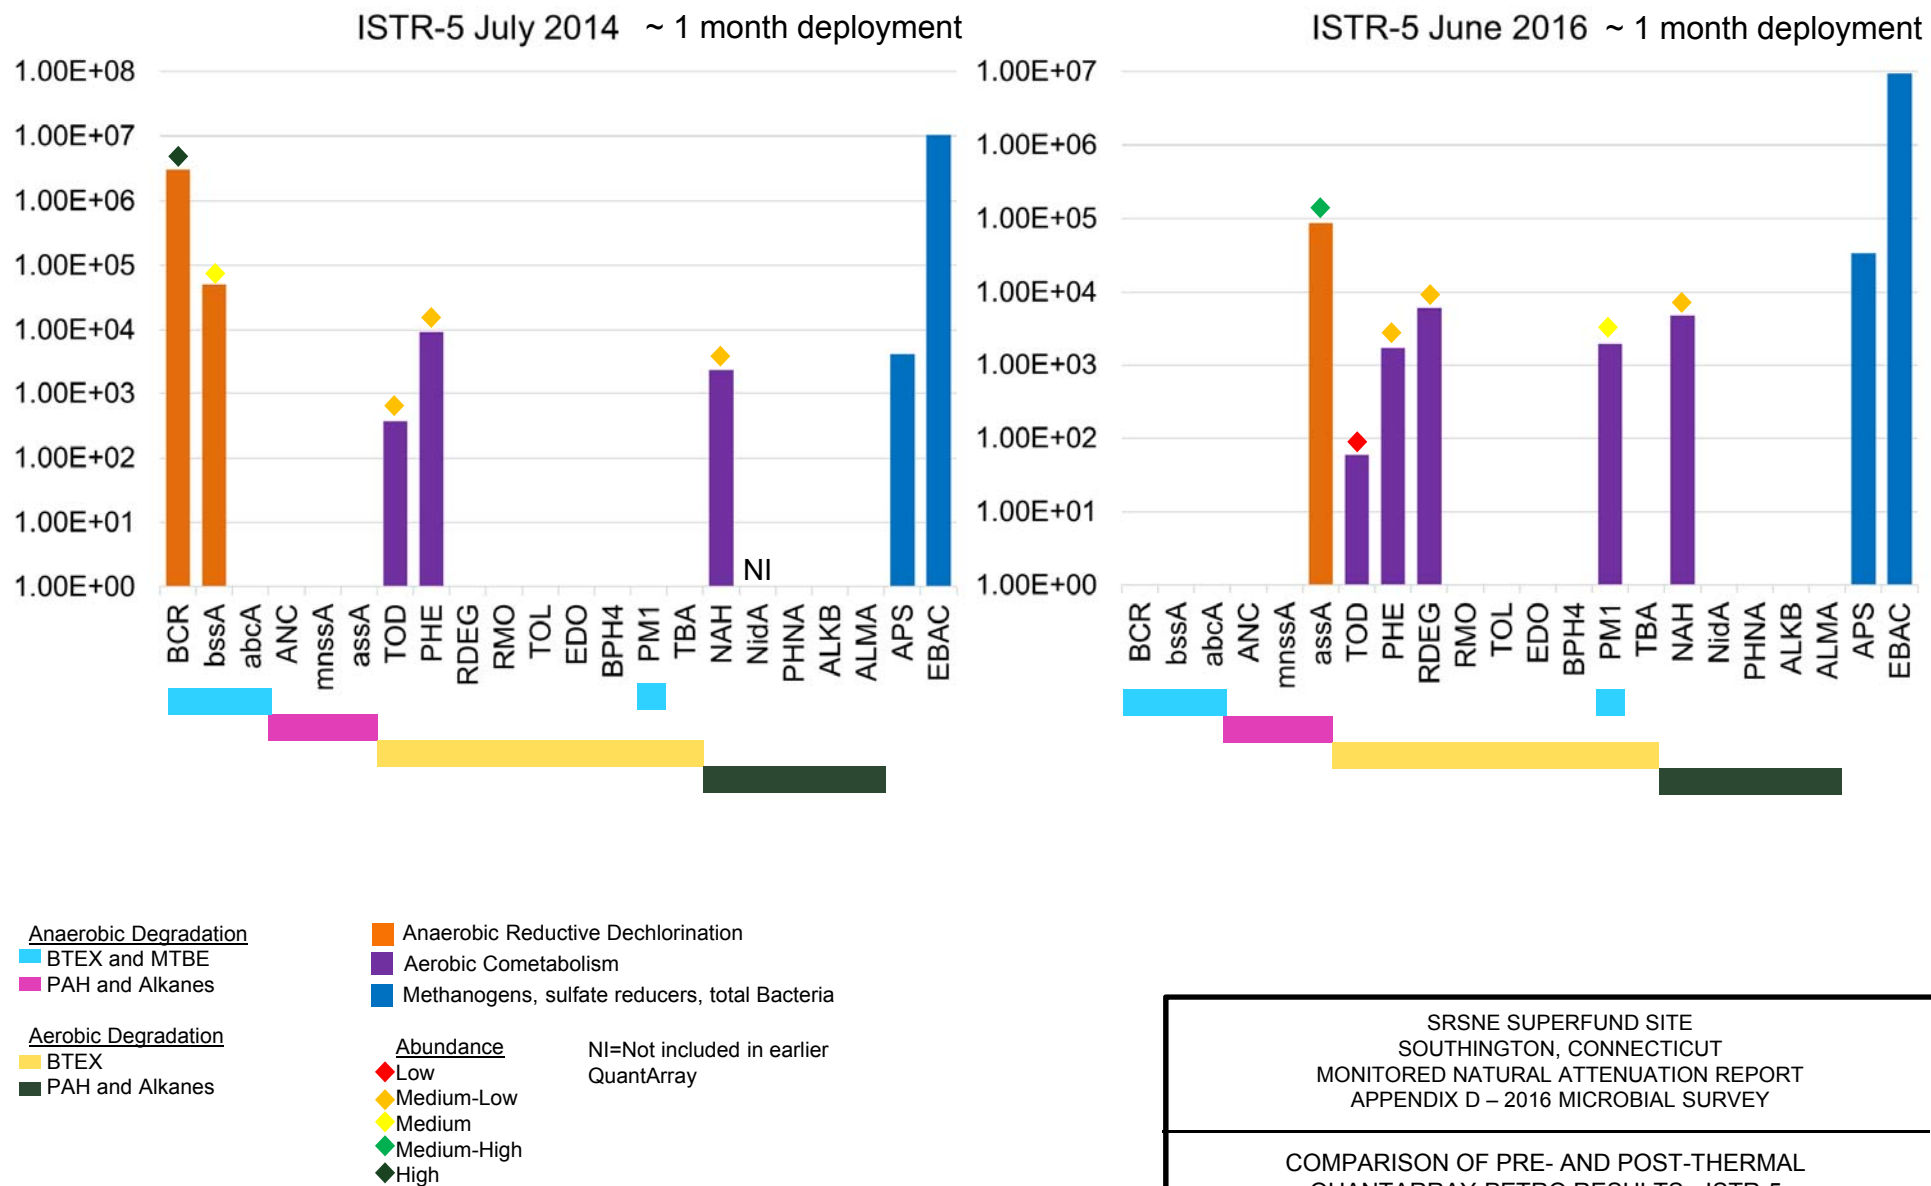 ISTR-5 July 2014 ~ 1 month deployment
1.00E+08
1.00E+07
1.00E+06
1.00E+05
1.00E+04
1.00E+03
1.00E+02
1.00E+01
1.00E+00
NI
BCR
bssA
abcA
ANC
mnssA
assA
TOD
PHE
RDEG
RMO
TOL
EDO
BPH4
PM1
TBA
NAH
NidA
PHNA
ALKB
ALMA
APS
EBAC
ISTR-5 June 2016 ~ 1 month deployment
1.00E+07
1.00E+06
1.00E+05
1.00E+04
1.00E+03
1.00E+02
1.00E+01
1.00E+00
BCR
bssA
abcA
ANC
mnssA
assA
TOD
PHE
RDEG
RMO
TOL
EDO
BPH4
PM1
TBA
NAH
NidA
PHNA
ALKB
ALMA
APS
EBAC
Anaerobic Degradation
BTEX and MTBE
PAH and Alkanes
Aerobic Degradation
BTEX
PAH and Alkanes
Anaerobic Reductive Dechlorination
Aerobic Cometabolism
Methanogens, sulfate reducers, total Bacteria
Abundance
Low
Medium-Low
Medium
Medium-High
High
NI=Not included in earlier
QuantArray
SRSNE SUPERFUND SITE
SOUTHINGTON, CONNECTICUT
MONITORED NATURAL ATTENUATION REPORT
APPENDIX D – 2016 MICROBIAL SURVEY
COMPARISON OF PRE- AND POST-THERMAL
QUANTARRAY PETRO RESULTS - ISTR-5